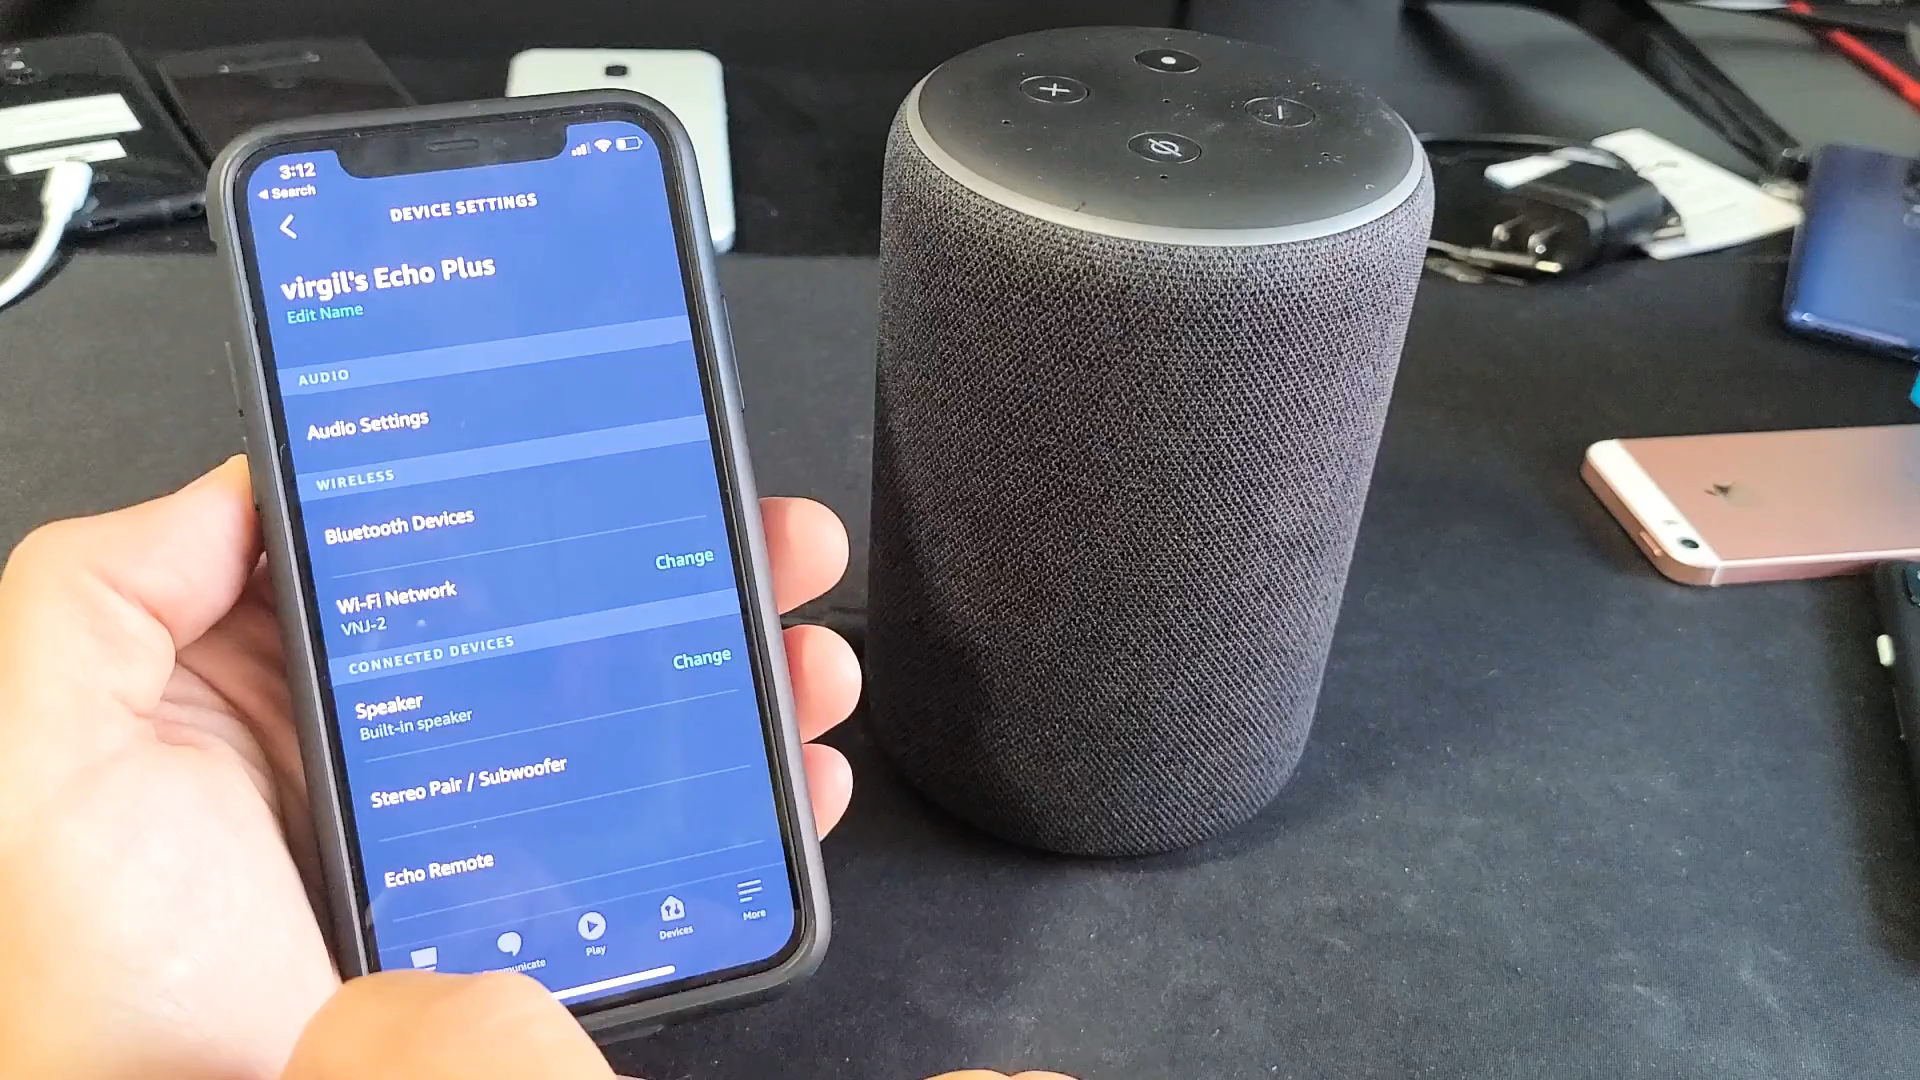 3:12
Search
DEVICE SETTINGS
virgil's Echo Plus
Edit Name
AUDIO
Audio Settings
WIRELESS
Bluetooth Devices
Wi-Fi Network
Change
VNJ-2
CONNECTED DEVICES
Speaker
Change
Built-in speaker
Stereo Pair / Subwoofer
Echo Remote
Play
Devices
More